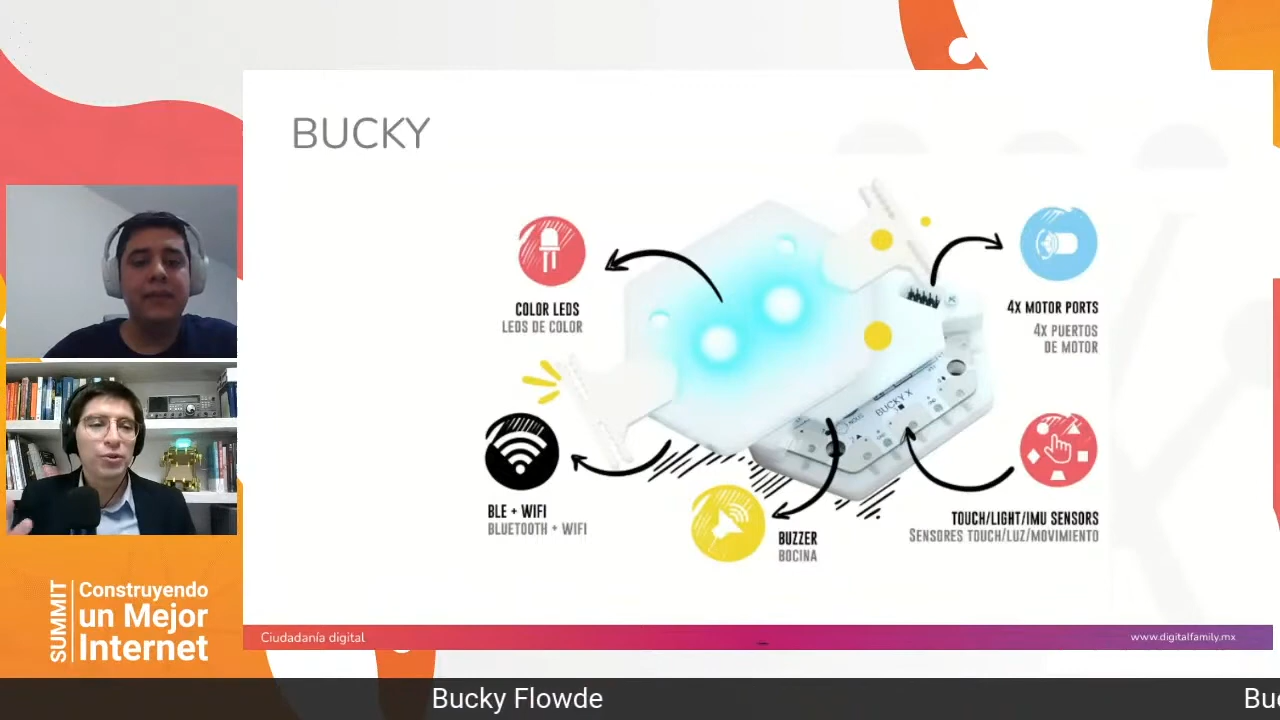 BUCKY
COLOR LEDS
LEDS DE COLOR
4X MOTOR PORTS
4X PUERTOS
DE MOTOR
BUCKY X
BLE + WIFI
BLUETOOTH + WIFI
BUZZER
BOCINA
TOUCH/LIGHT/IMU SENSORS
SENSORES TOUCH/LUZ/MOVIMIENTO
SUMMIT
Construyendo
un Mejor
Internet
Ciudadanía digital
www.digitalfamily.mx
Bucky Flowde
Buc